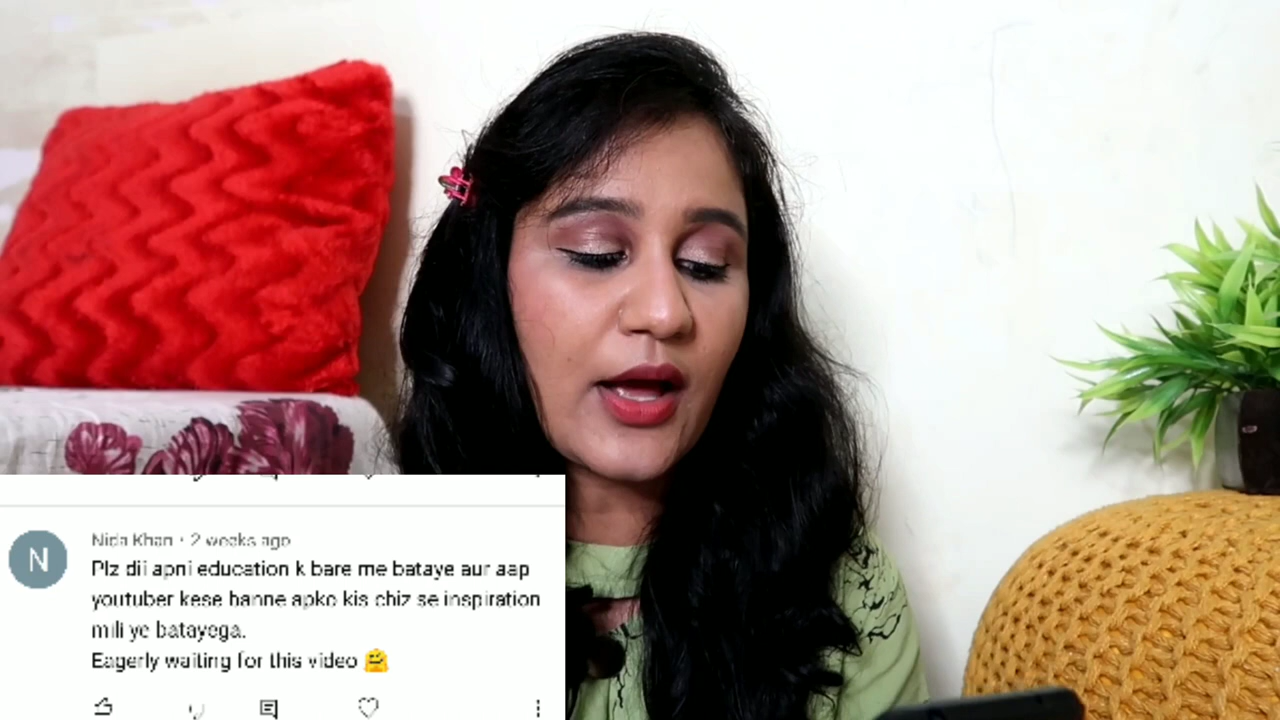 N
Nida Khan · 2 weeks ago
Plz dii apni education k bare me bataye aur aap
youtuber kese banne apko kis chiz se inspiration
mili ye batayega.
Eagerly waiting for this video 🤗